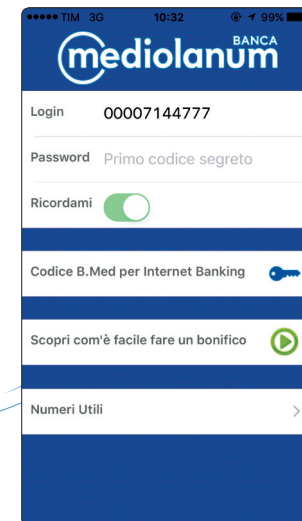 TIM 3G 10:32 99%
BANCA
mediolanum
Login 00007144777
Password Primo codice segreto
Ricordami
Codice B.Med per Internet Banking
Scopri com'è facile fare un bonifico
Numeri Utili